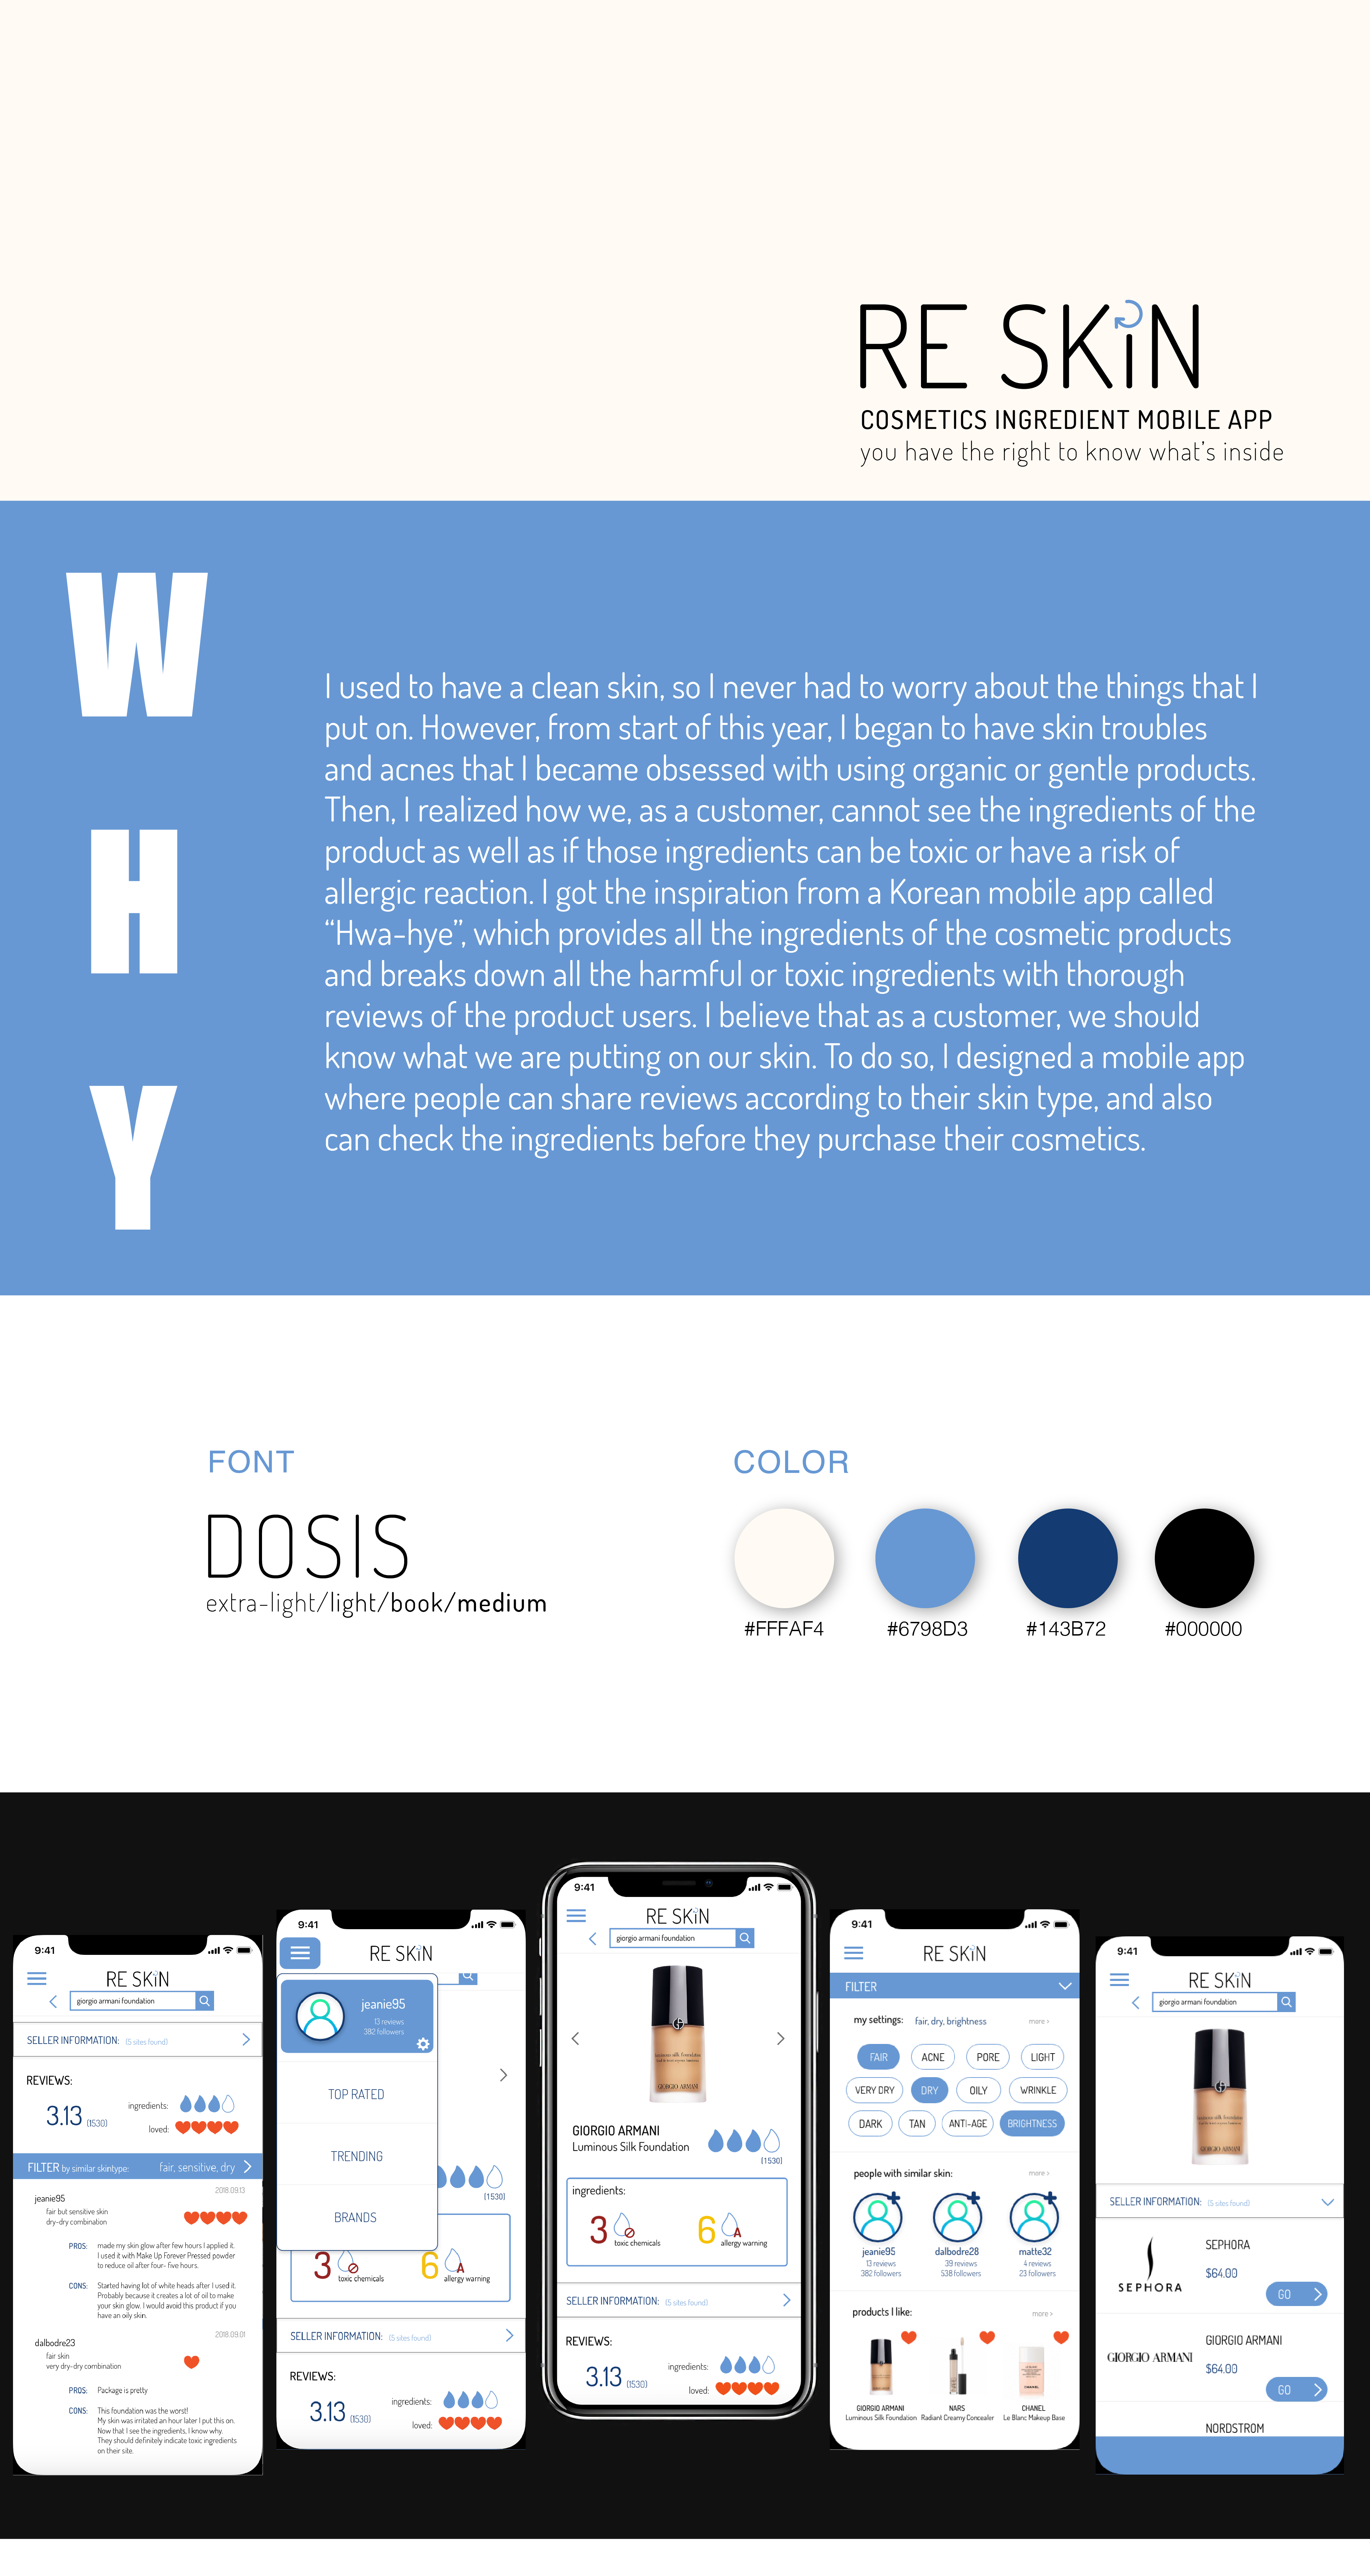 RE SKiN
COSMETICS INGREDIENT MOBILE APP
you have the right to know what's inside
W
H
Y
I used to have a clean skin, so I never had to worry about the things that I
put on. However, from start of this year, I began to have skin troubles
and acnes that I became obsessed with using organic or gentle products.
Then, I realized how we, as a customer, cannot see the ingredients of the
product as well as if those ingredients can be toxic or have a risk of
allergic reaction. I got the inspiration from a Korean mobile app called
“Hwa-hye”, which provides all the ingredients of the cosmetic products
and breaks down all the harmful or toxic ingredients with thorough
reviews of the product users. I believe that as a customer, we should
know what we are putting on our skin. To do so, I designed a mobile app
where people can share reviews according to their skin type, and also
can check the ingredients before they purchase their cosmetics.
FONT
DOSIS
extra-light/light/book/medium
COLOR
#FFFAF4 #6798D3 #143B72 #000000
9:41
RE SKiN
giorgio armani foundation
SELLER INFORMATION: (5 sites found)
REVIEWS:
3.13 (1530)
ingredients:
loved:
FILTER by similar skintype: fair, sensitive, dry
2018.09.13
jeanie95
fair but sensitive skin
dry-dry combination
PROS: made my skin glow after few hours I applied it.
I used it with Make Up Forever Pressed powder
to reduce oil after four- five hours.
CONS: Started having lot of white heads after I used it.
Probably because it creates a lot of oil to make
your skin glow. I would avoid this product if you
have an oily skin.
2018.09.01
dalbodre23
fair skin
very dry-dry combination
PROS: Package is pretty
CONS: This foundation was the worst!
My skin was irritated an hour later I put this on.
Now that I see the ingredients, I know why.
They should definitely indicate toxic ingredients
on their site.
9:41
RE SKiN
jeanie95
13 reviews
382 followers
TOP RATED
TRENDING
BRANDS
(1530)
3 toxic chemicals
6 A allergy warning
SELLER INFORMATION: (5 sites found)
REVIEWS:
3.13 (1530)
ingredients:
loved:
9:41
RE SKiN
giorgio armani foundation
GIORGIO ARMANI
GIORGIO ARMANI
Luminous Silk Foundation
(1530)
ingredients:
3 toxic chemicals
6 A allergy warning
SELLER INFORMATION: (5 sites found)
REVIEWS:
3.13 (1530)
ingredients:
loved:
9:41
RE SKiN
FILTER
my settings: fair, dry, brightness more >
FAIR ACNE PORE LIGHT
VERY DRY DRY OILY WRINKLE
DARK TAN ANTI-AGE BRIGHTNESS
people with similar skin: more >
jeanie95 dalbodre28 matte32
13 reviews 39 reviews 4 reviews
382 followers 538 followers 23 followers
products I like: more >
GIORGIO ARMANI NARS CHANEL
Luminous Silk Foundation Radiant Creamy Concealer Le Blanc Makeup Base
9:41
RE SKiN
giorgio armani foundation
GIORGIO ARMANI
SELLER INFORMATION: (5 sites found)
SEPHORA
SEPHORA
$64.00
GO
GIORGIO ARMANI
GIORGIO ARMANI
$64.00
GO
NORDSTROM